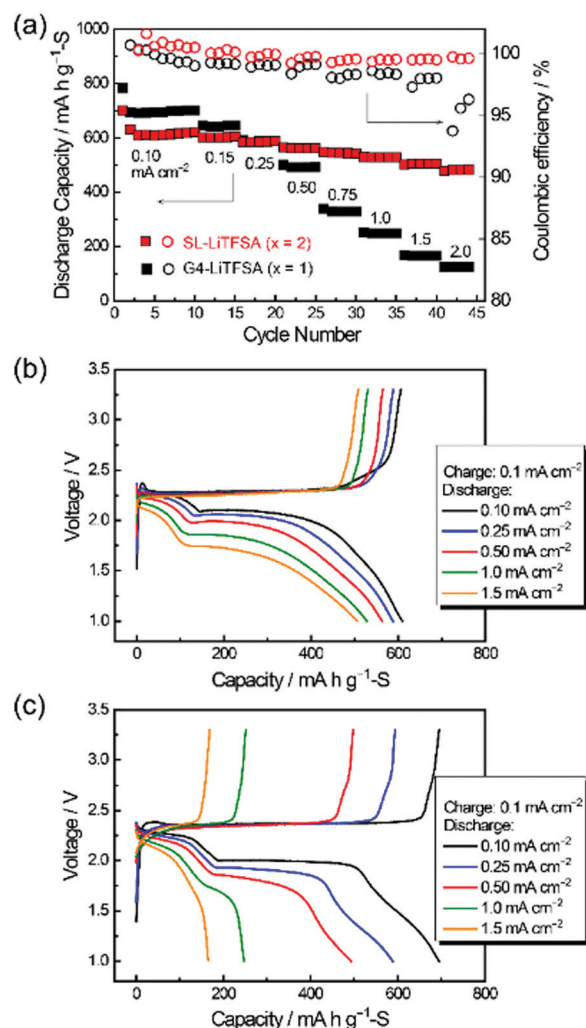 (a)
Discharge Capacity / mA h g⁻¹-S
1000
800
600
400
200
0
0.10
mA cm⁻²
0.15
0.25
0.50
0.75
1.0
1.5
2.0
SL-LiTFSA (x = 2)
G4-LiTFSA (x = 1)
100
95
90
85
80
Coulombic efficiency / %
0 5 10 15 20 25 30 35 40 45
Cycle Number
(b)
Voltage / V
3.5
3.0
2.5
2.0
1.5
1.0
0 200 400 600 800
Capacity / mA h g⁻¹-S
Charge: 0.1 mA cm⁻²
Discharge:
0.10 mA cm⁻²
0.25 mA cm⁻²
0.50 mA cm⁻²
1.0 mA cm⁻²
1.5 mA cm⁻²
(c)
Voltage / V
3.5
3.0
2.5
2.0
1.5
1.0
0 200 400 600 800
Capacity / mA h g⁻¹-S
Charge: 0.1 mA cm⁻²
Discharge:
0.10 mA cm⁻²
0.25 mA cm⁻²
0.50 mA cm⁻²
1.0 mA cm⁻²
1.5 mA cm⁻²